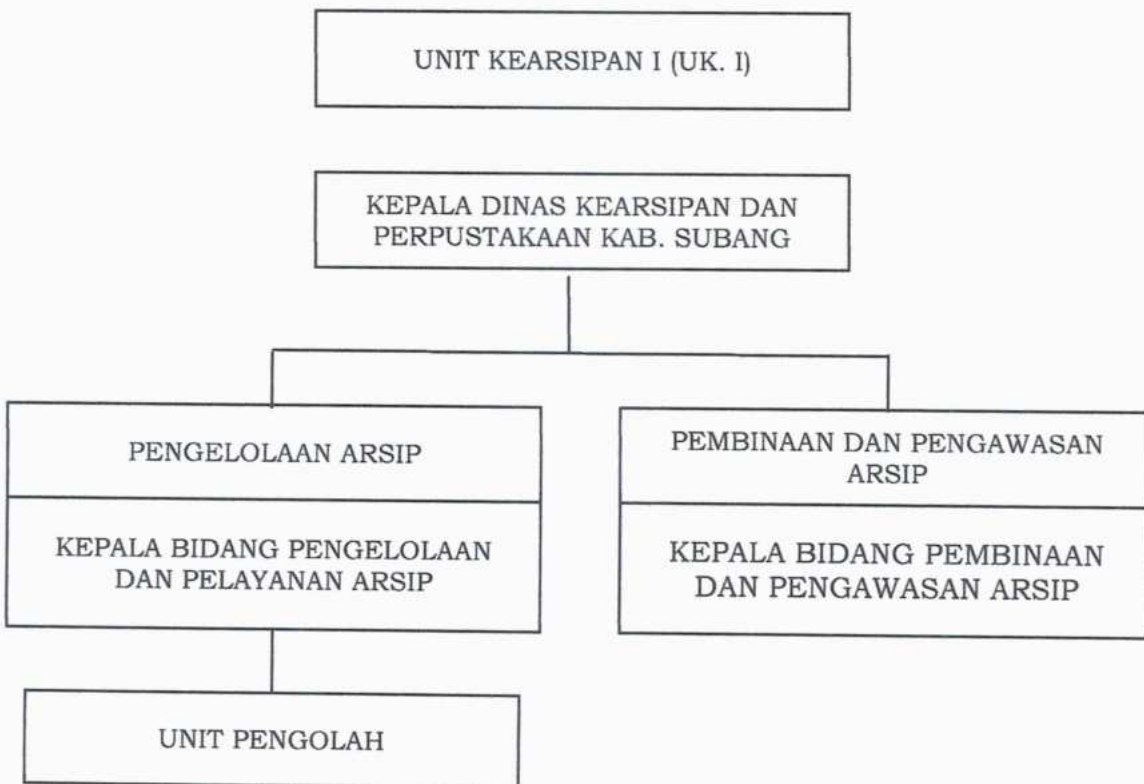 UNIT KEARSIPAN I (UK. I)
KEPALA DINAS KEARSIPAN DAN
PERPUSTAKAAN KAB. SUBANG
PENGELOLAAN ARSIP
KEPALA BIDANG PENGELOLAAN
DAN PELAYANAN ARSIP
PEMBINAAN DAN PENGAWASAN
ARSIP
KEPALA BIDANG PEMBINAAN
DAN PENGAWASAN ARSIP
UNIT PENGOLAH